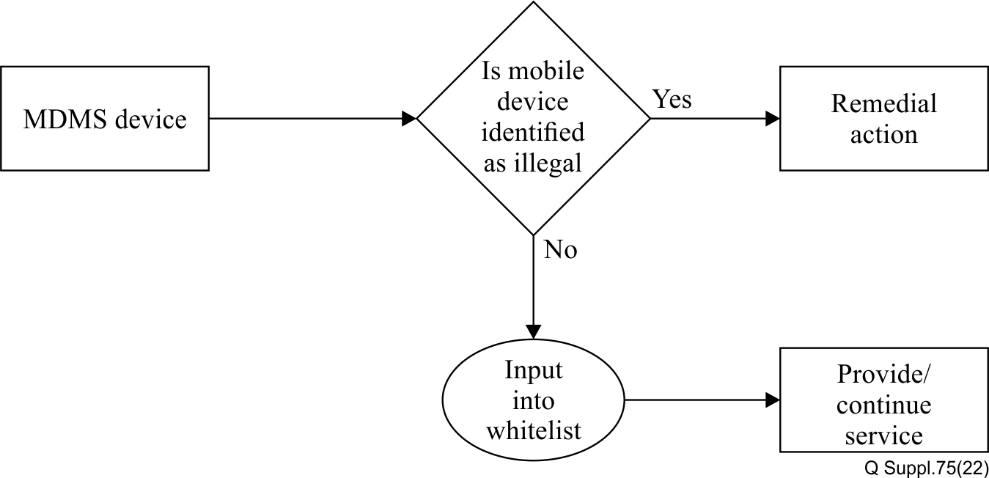 MDMS device
Is mobile
device
identified
as illegal
Yes
Remedial
action
No
Input
into
whitelist
Provide/
continue
service
Q Suppl.75(22)